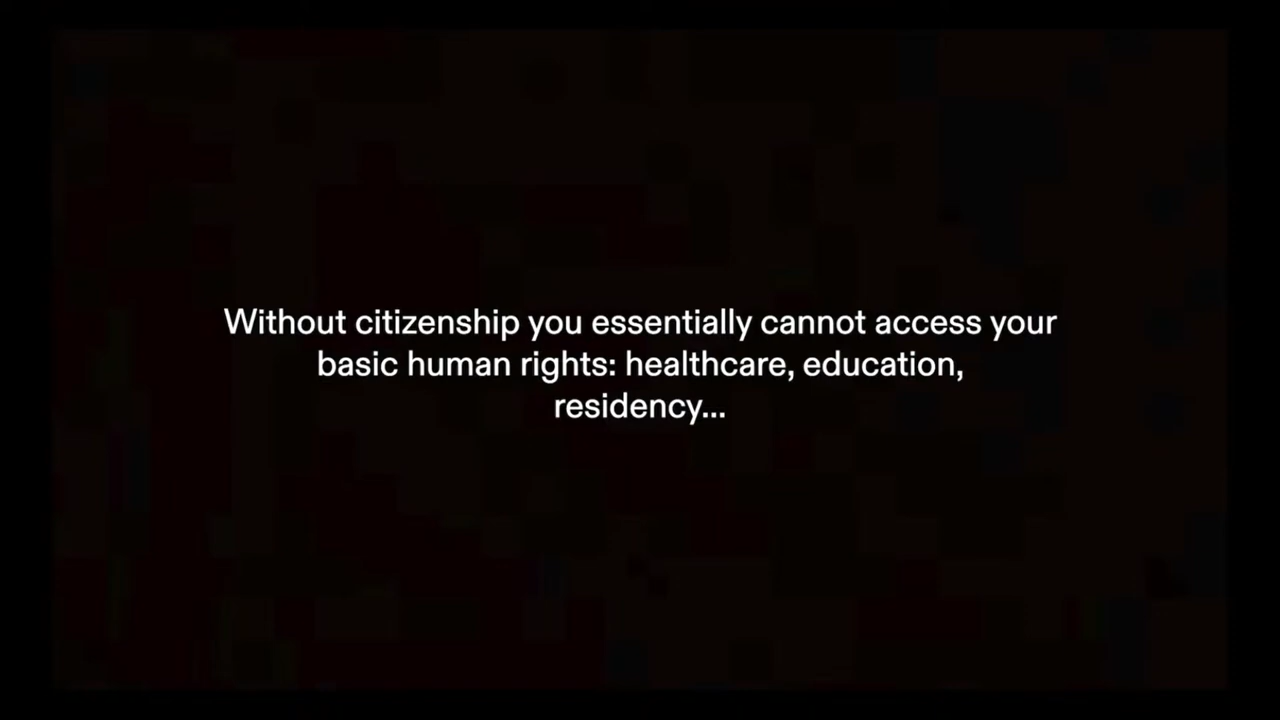 Without citizenship you essentially cannot access your
basic human rights: healthcare, education,
residency...